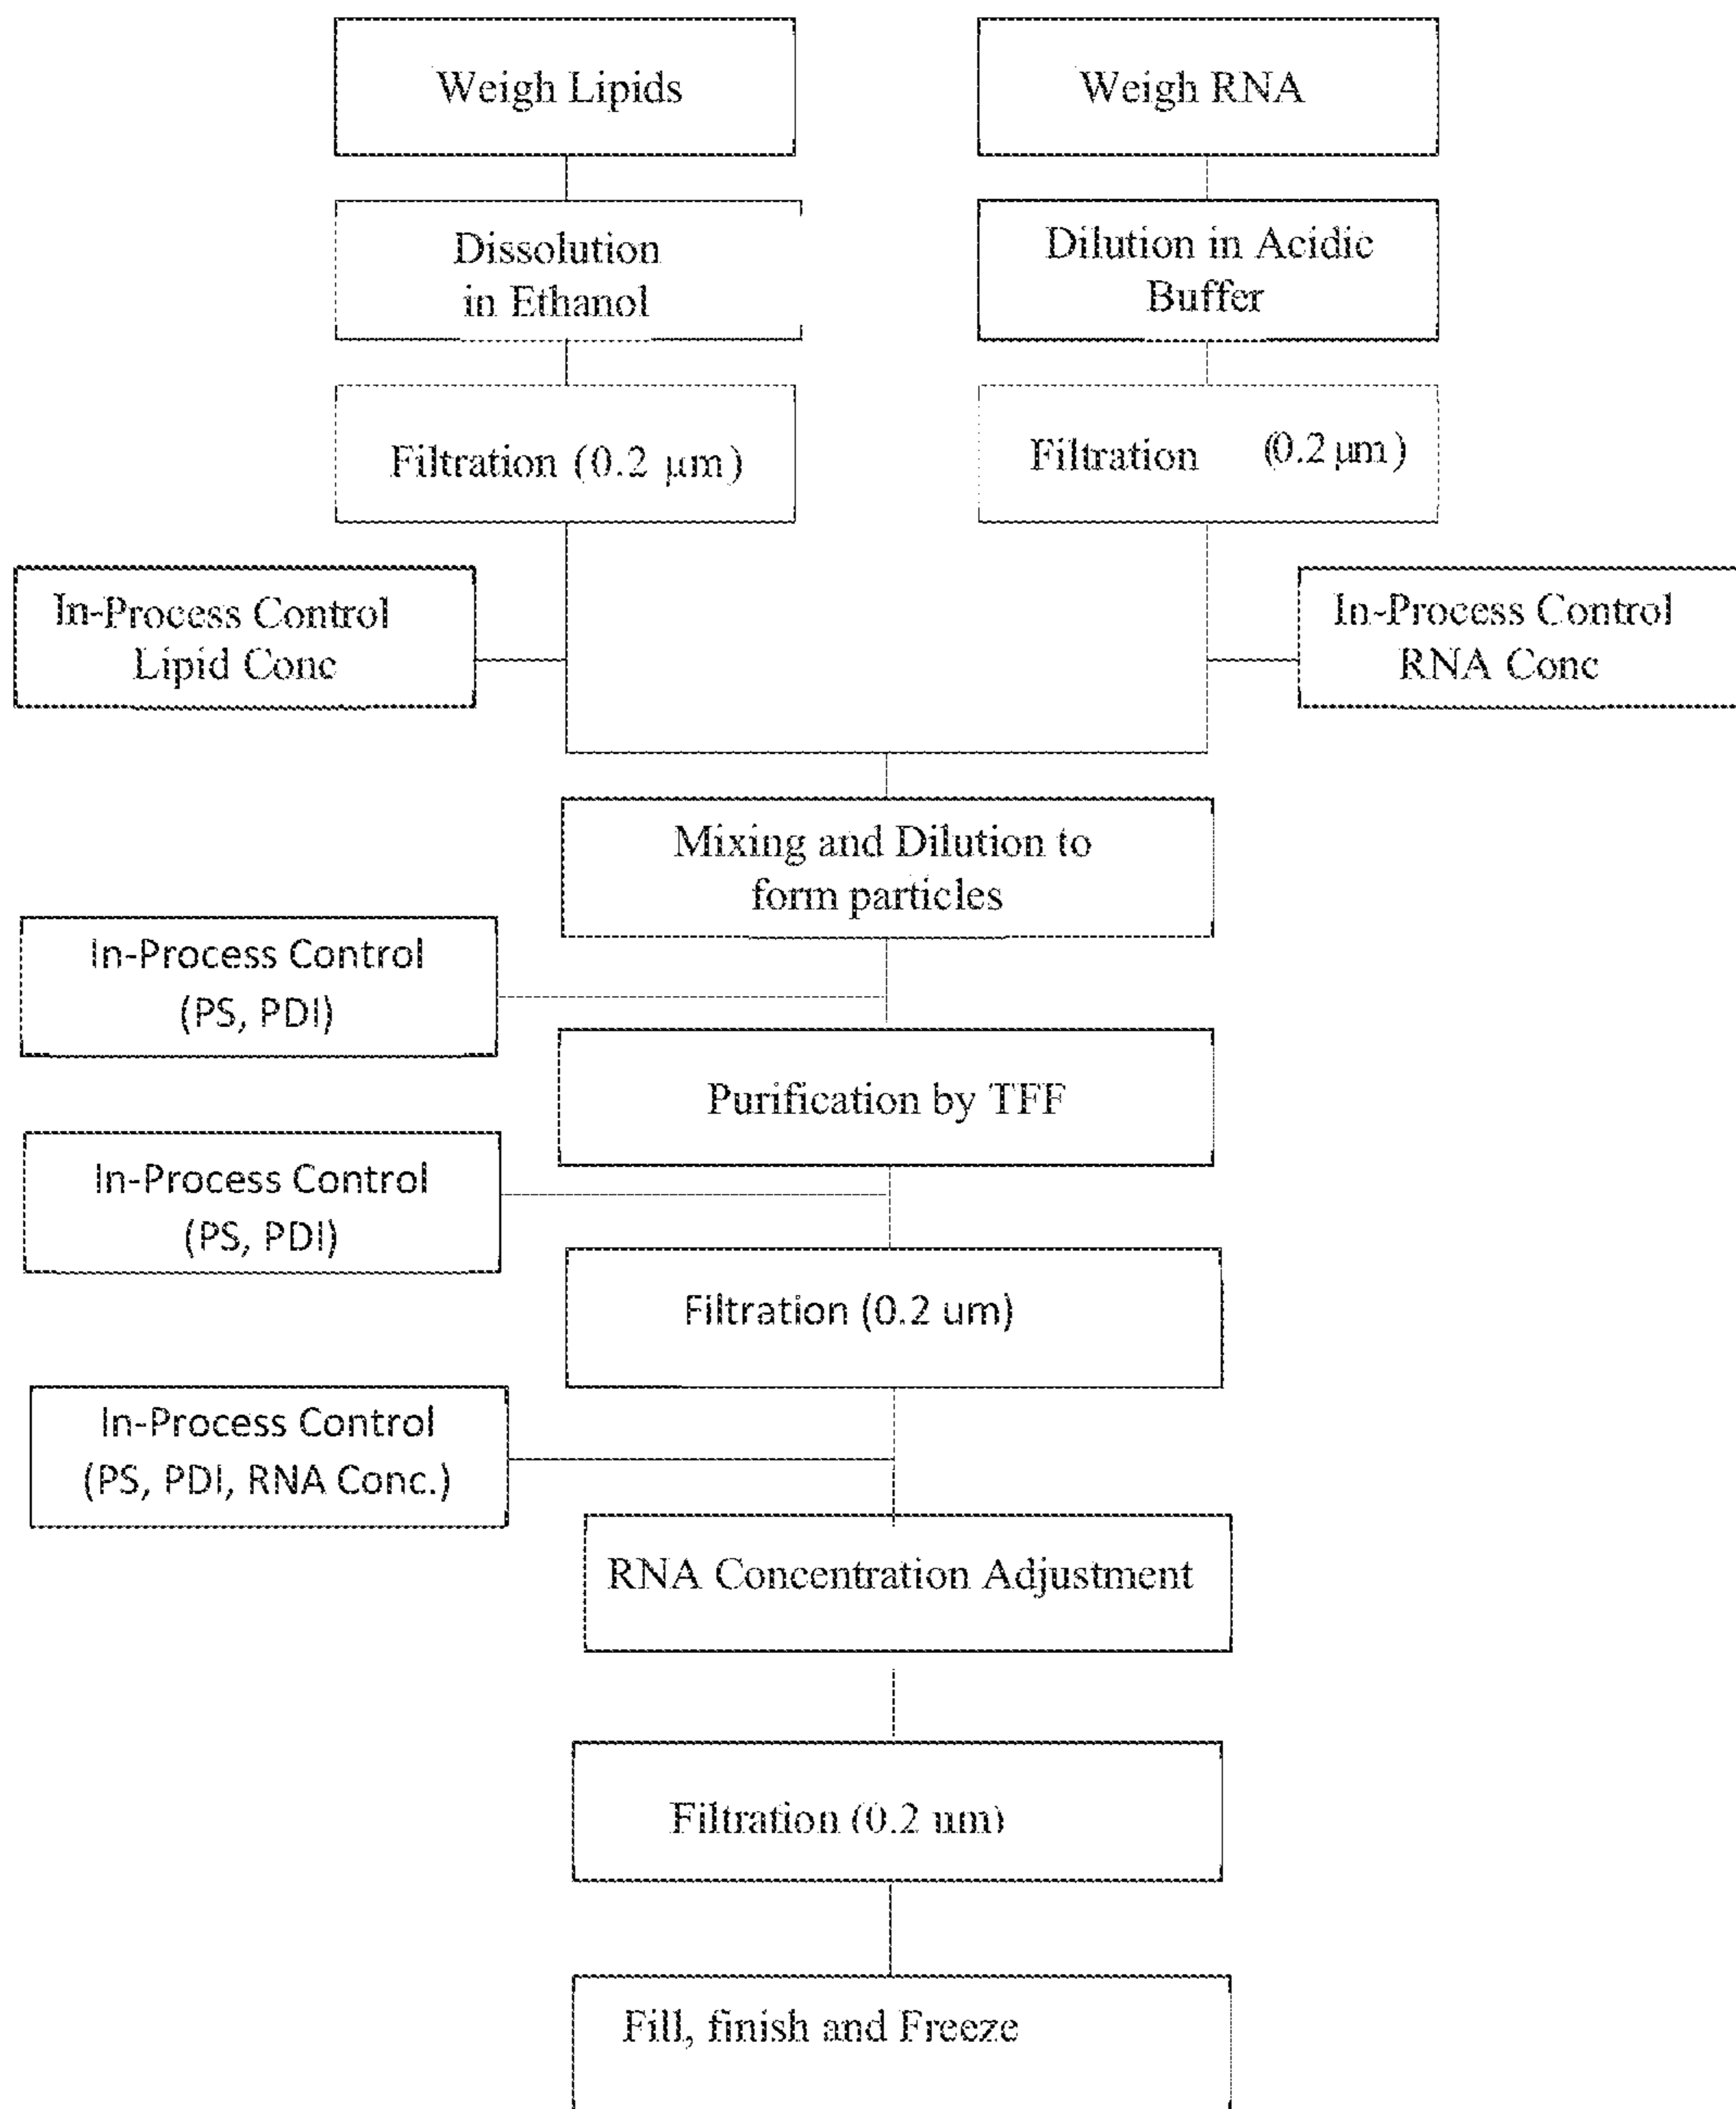 Weigh Lipids
Weigh RNA
Dissolution
in Ethanol
Dilution in Acidic
Buffer
Filtration (0.2 μm)
Filtration (0.2 μm)
In-Process Control
Lipid Conc
In-Process Control
RNA Conc
Mixing and Dilution to
form particles
In-Process Control
(PS, PDI)
Purification by TFF
In-Process Control
(PS, PDI)
Filtration (0.2 um)
In-Process Control
(PS, PDI, RNA Conc.)
RNA Concentration Adjustment
Filtration (0.2 um)
Fill, finish and Freeze